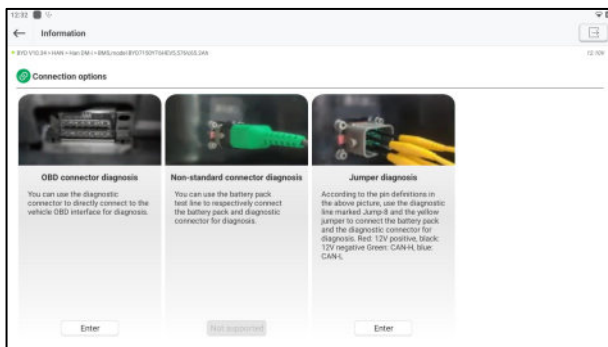 12:32
Information
12.10V
Connection options
OBD connector diagnosis
You can use the diagnostic
connector to directly connect to the
vehicle OBD interface for diagnosis.
Enter
Non-standard connector diagnosis
You can use the battery pack
test line to respectively connect
the battery pack and diagnostic
connector for diagnosis.
Not supported
Jumper diagnosis
According to the pin definitions in
the above picture, use the diagnostic
line marked Jump-8 and the yellow
jumper to connect the battery pack
and the diagnostic connector for
diagnosis. Red: 12V positive, black:
12V negative Green: CAN-H, blue:
CAN-L
Enter